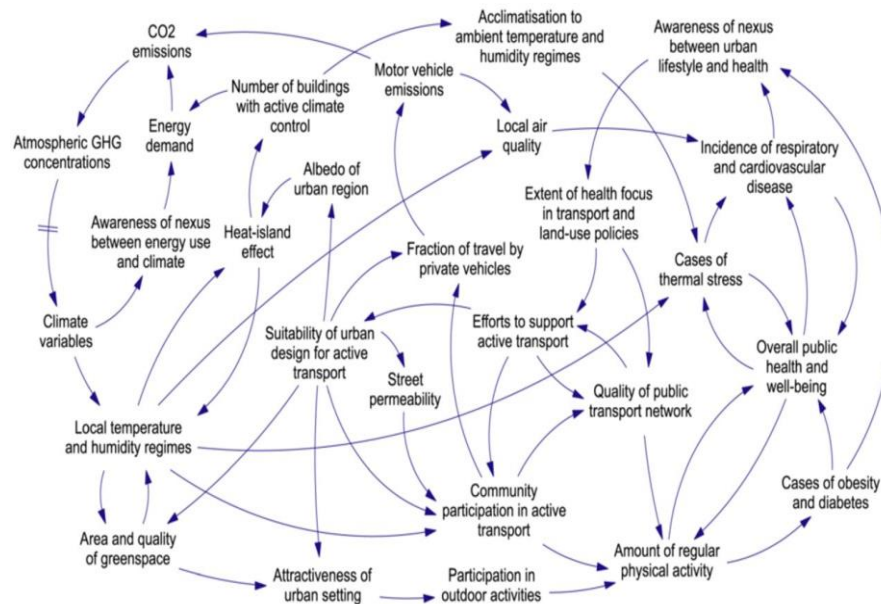 CO2
emissions
Acclimatisation to
ambient temperature and
humidity regimes
Awareness of nexus
between urban
lifestyle and health
Motor vehicle
emissions
Number of buildings
with active climate
control
Energy
demand
Local air
quality
Atmospheric GHG
concentrations
Incidence of respiratory
and cardiovascular
disease
Albedo of
urban region
Extent of health focus
in transport and
land-use policies
Awareness of nexus
between energy use
and climate
Heat-island
effect
Fraction of travel by
private vehicles
Cases of
thermal stress
Climate
variables
Suitability of urban
design for active
transport
Efforts to support
active transport
Overall public
health and
well-being
Street
permeability
Quality of public
transport network
Local temperature
and humidity regimes
Community
participation in active
transport
Cases of obesity
and diabetes
Area and quality
of greenspace
Attractiveness of
urban setting
Participation in
outdoor activities
Amount of regular
physical activity